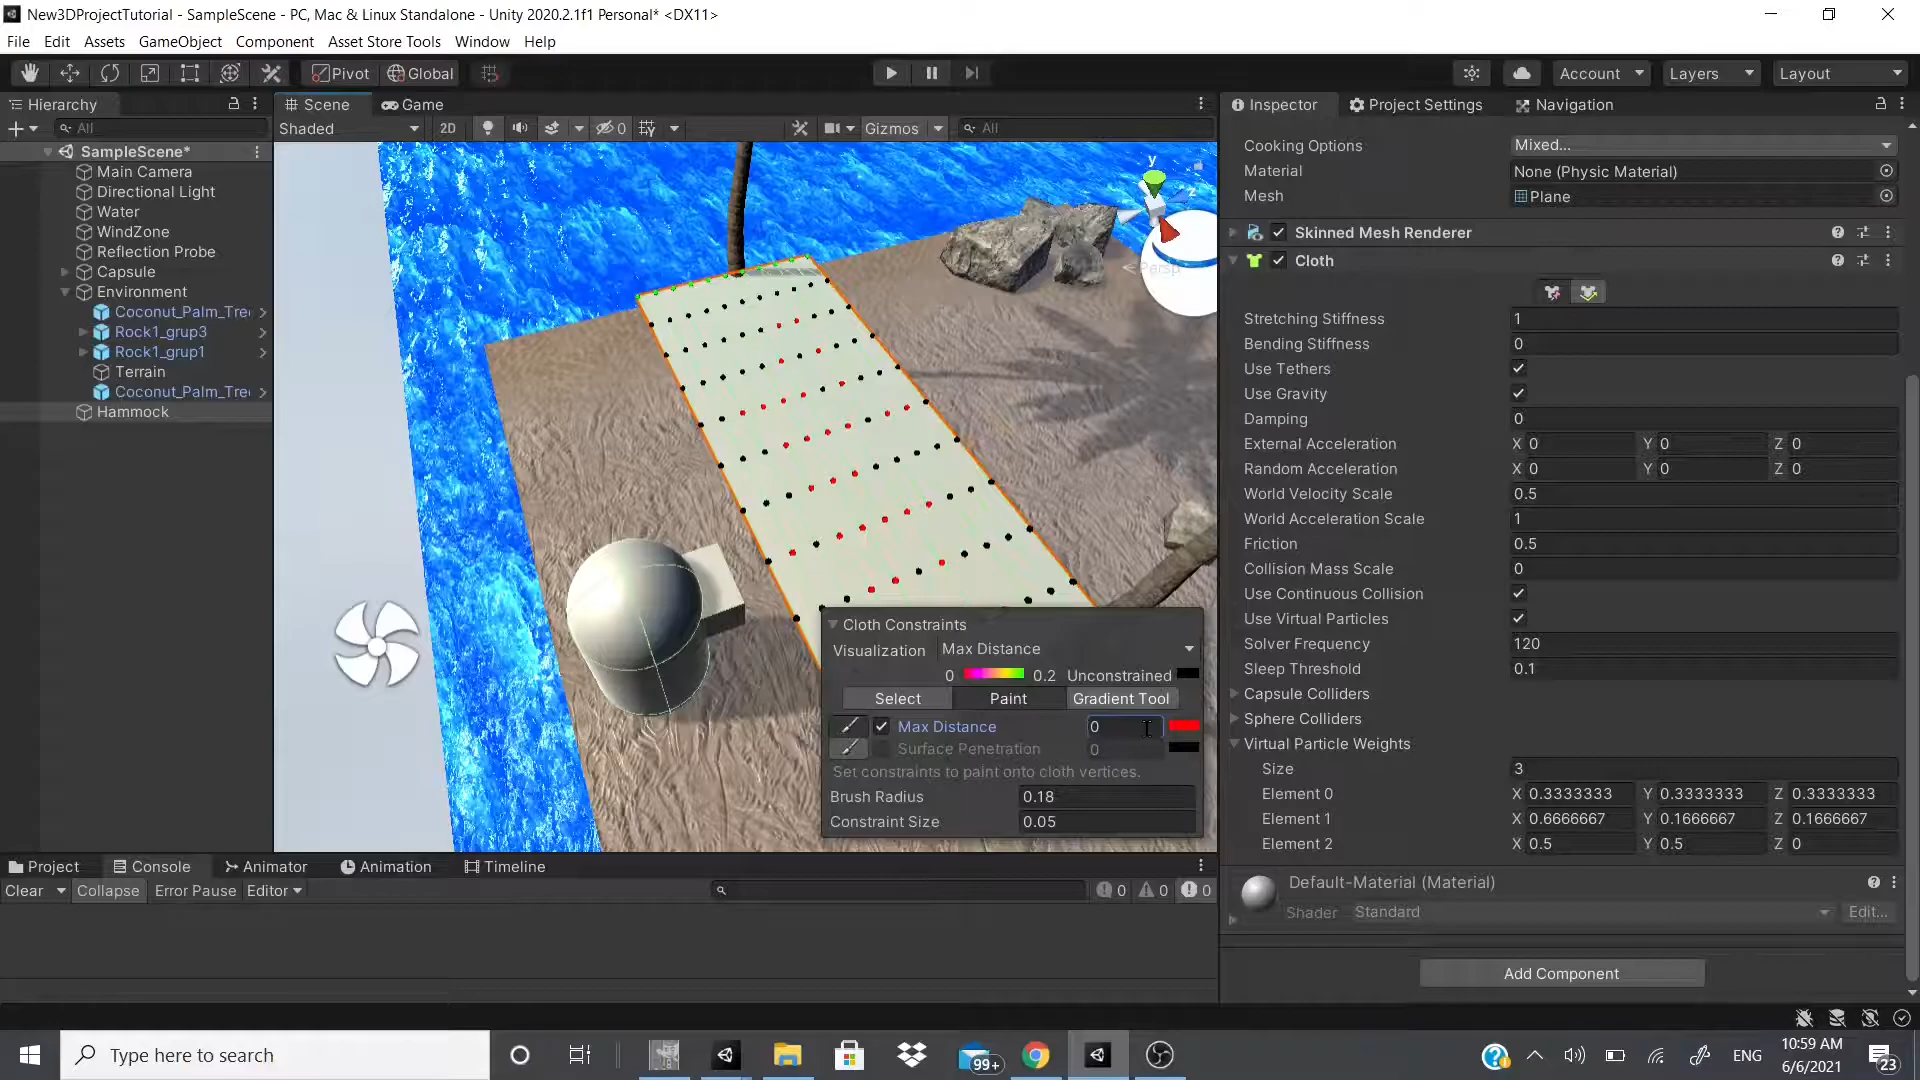 New3DProjectTutorial - SampleScene - PC, Mac & Linux Standalone - Unity 2020.2.1f1 Personal* <DX11>
File Edit Assets GameObject Component Asset Store Tools Window Help
Pivot Global Account Layers Layout
Hierarchy
All
SampleScene*
Main Camera
Directional Light
Water
WindZone
Reflection Probe
Capsule
Environment
Coconut_Palm_Tre
Rock1_grup3
Rock1_grup1
Terrain
Coconut_Palm_Tre
Hammock
Scene Game
Shaded 2D 0 Gizmos All
y
z
< Persp
Cloth Constraints
Visualization Max Distance
0 0.2 Unconstrained
Select Paint Gradient Tool
Max Distance 0
Surface Penetration 0
Set constraints to paint onto cloth vertices.
Brush Radius 0.18
Constraint Size 0.05
Inspector Project Settings Navigation
Cooking Options Mixed...
Material None (Physic Material)
Mesh Plane
Skinned Mesh Renderer
Cloth
Stretching Stiffness 1
Bending Stiffness 0
Use Tethers
Use Gravity
Damping 0
External Acceleration X 0 Y 0 Z 0
Random Acceleration X 0 Y 0 Z 0
World Velocity Scale 0.5
World Acceleration Scale 1
Friction 0.5
Collision Mass Scale 0
Use Continuous Collision
Use Virtual Particles
Solver Frequency 120
Sleep Threshold 0.1
Capsule Colliders
Sphere Colliders
Virtual Particle Weights
Size 3
Element 0 X 0.3333333 Y 0.3333333 Z 0.3333333
Element 1 X 0.6666667 Y 0.1666667 Z 0.1666667
Element 2 X 0.5 Y 0.5 Z 0
Default-Material (Material)
Shader Standard Edit...
Add Component
Project Console Animator Animation Timeline
Clear Collapse Error Pause Editor 0 0 0
Type here to search
99+
ENG
10:59 AM
6/6/2021
23